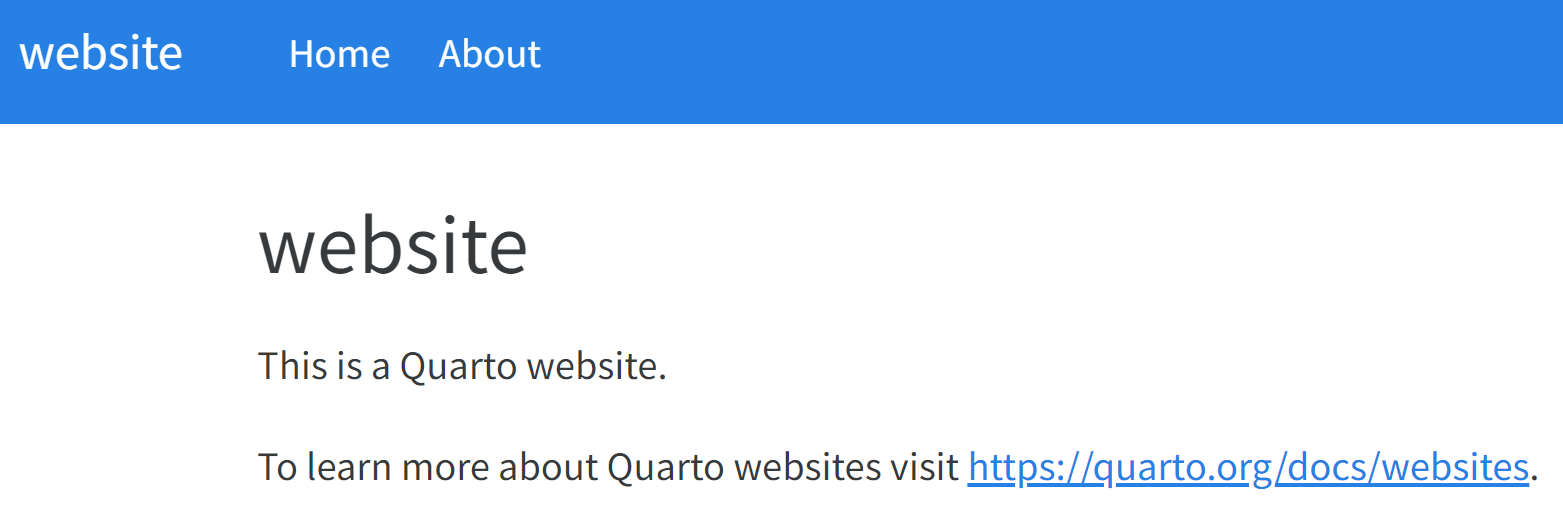 website Home About
website
This is a Quarto website.
To learn more about Quarto websites visit https://quarto.org/docs/websites.